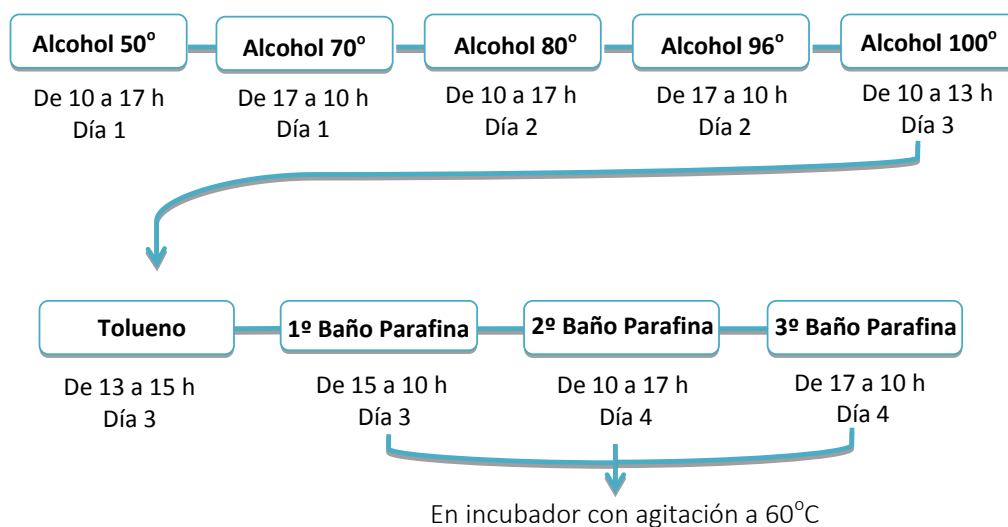 Alcohol 50º
Alcohol 70º
Alcohol 80º
Alcohol 96º
Alcohol 100º
De 10 a 17 h
Día 1
De 17 a 10 h
Día 1
De 10 a 17 h
Día 2
De 17 a 10 h
Día 2
De 10 a 13 h
Día 3
Tolueno
1º Baño Parafina
2º Baño Parafina
3º Baño Parafina
De 13 a 15 h
Día 3
De 15 a 10 h
Día 3
De 10 a 17 h
Día 4
De 17 a 10 h
Día 4
En incubador con agitación a 60ºC